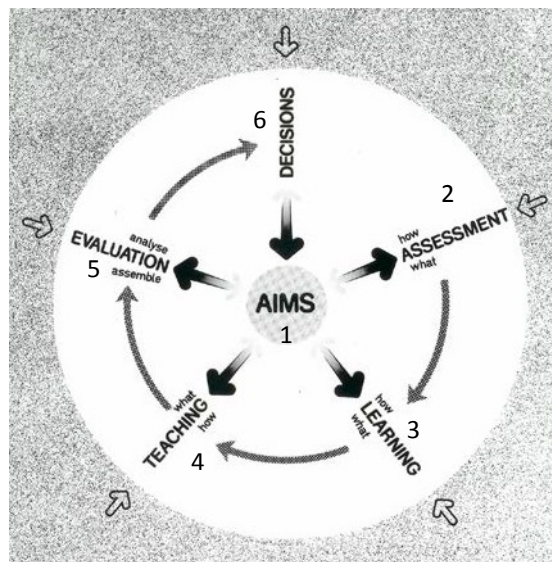 6
DECISIONS
2
how
ASSESSMENT
what
analyse
EVALUATION
assemble
5
AIMS
1
what
TEACHING
how
4
how
LEARNING
what
3